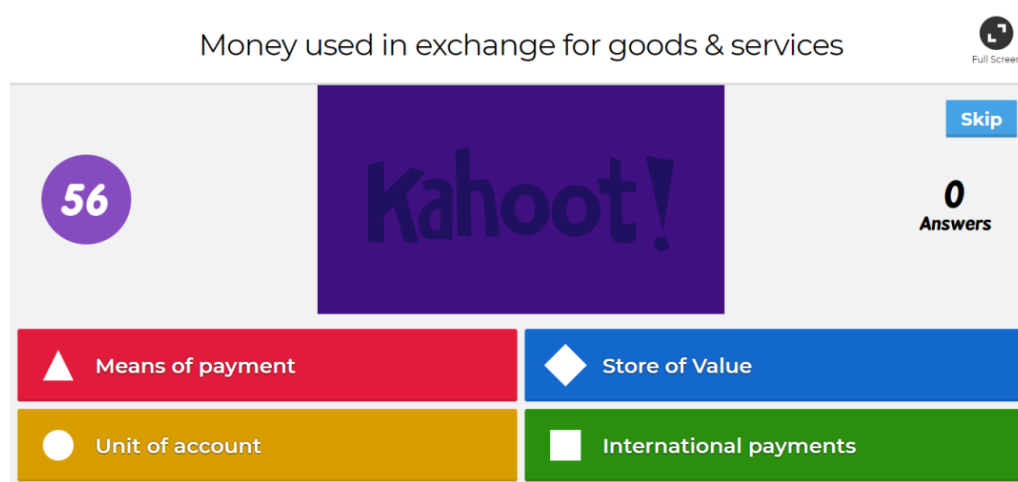 Money used in exchange for goods & services
Full Screen
Skip
56
Kahoot!
0
Answers
Means of payment
Store of Value
Unit of account
International payments